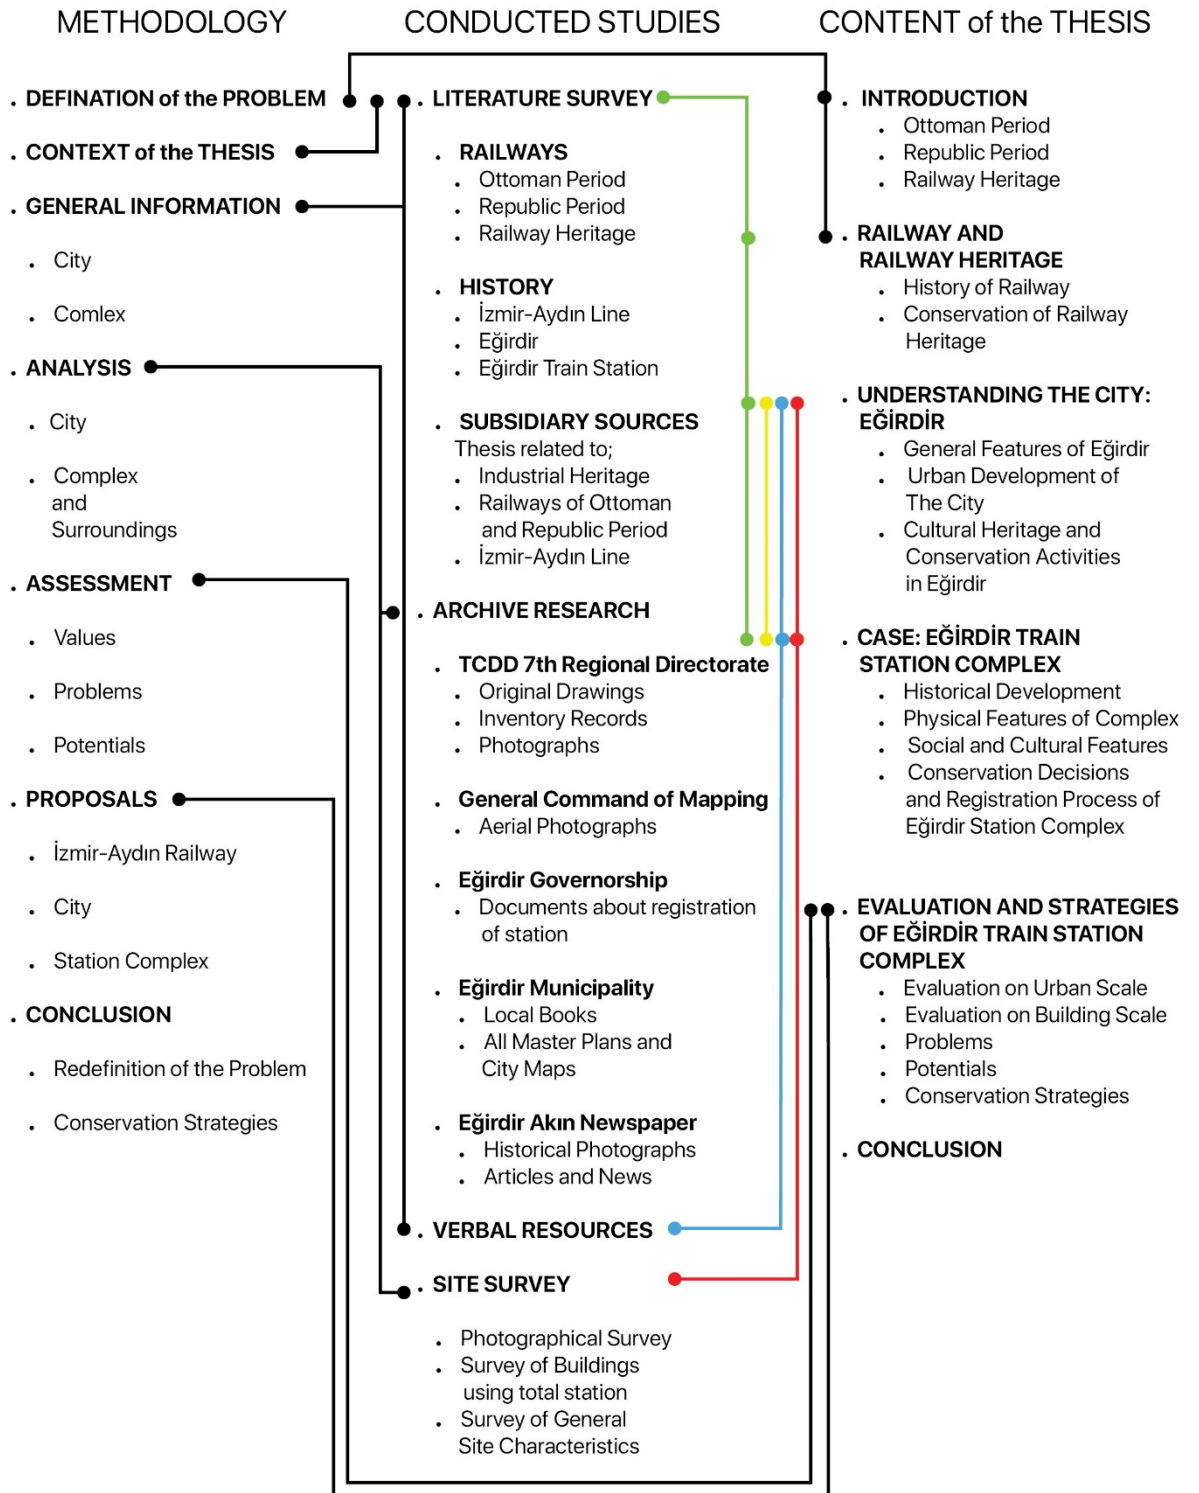 METHODOLOGY
. DEFINATION of the PROBLEM
. CONTEXT of the THESIS
. GENERAL INFORMATION
. City
. Comlex
. ANALYSIS
. City
. Complex
and
Surroundings
. ASSESSMENT
. Values
. Problems
. Potentials
. PROPOSALS
. İzmir-Aydın Railway
. City
. Station Complex
. CONCLUSION
. Redefinition of the Problem
. Conservation Strategies
CONDUCTED STUDIES
. LITERATURE SURVEY
. RAILWAYS
. Ottoman Period
. Republic Period
. Railway Heritage
. HISTORY
. İzmir-Aydın Line
. Eğirdir
. Eğirdir Train Station
. SUBSIDIARY SOURCES
Thesis related to;
. Industrial Heritage
. Railways of Ottoman
and Republic Period
. İzmir-Aydın Line
. ARCHIVE RESEARCH
. TCDD 7th Regional Directorate
. Original Drawings
. Inventory Records
. Photographs
. General Command of Mapping
. Aerial Photographs
. Eğirdir Governorship
. Documents about registration
of station
. Eğirdir Municipality
. Local Books
. All Master Plans and
City Maps
. Eğirdir Akın Newspaper
. Historical Photographs
. Articles and News
. VERBAL RESOURCES
. SITE SURVEY
. Photographical Survey
. Survey of Buildings
using total station
. Survey of General
Site Characteristics
CONTENT of the THESIS
. INTRODUCTION
. Ottoman Period
. Republic Period
. Railway Heritage
. RAILWAY AND
RAILWAY HERITAGE
. History of Railway
. Conservation of Railway
Heritage
. UNDERSTANDING THE CITY:
EĞİRDİR
. General Features of Eğirdir
. Urban Development of
The City
. Cultural Heritage and
Conservation Activities
in Eğirdir
. CASE: EĞİRDİR TRAIN
STATION COMPLEX
. Historical Development
. Physical Features of Complex
. Social and Cultural Features
. Conservation Decisions
and Registration Process of
Eğirdir Station Complex
. EVALUATION AND STRATEGIES
OF EĞİRDİR TRAIN STATION
COMPLEX
. Evaluation on Urban Scale
. Evaluation on Building Scale
. Problems
. Potentials
. Conservation Strategies
. CONCLUSION